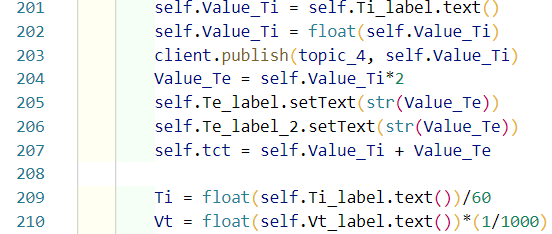 201 self.Value_Ti = self.Ti_label.text()
202 self.Value_Ti = float(self.Value_Ti)
203 client.publish(topic_4, self.Value_Ti)
204 Value_Te = self.Value_Ti*2
205 self.Te_label.setText(str(Value_Te))
206 self.Te_label_2.setText(str(Value_Te))
207 self.tct = self.Value_Ti + Value_Te
208
209 Ti = float(self.Ti_label.text())/60
210 Vt = float(self.Vt_label.text())*(1/1000)